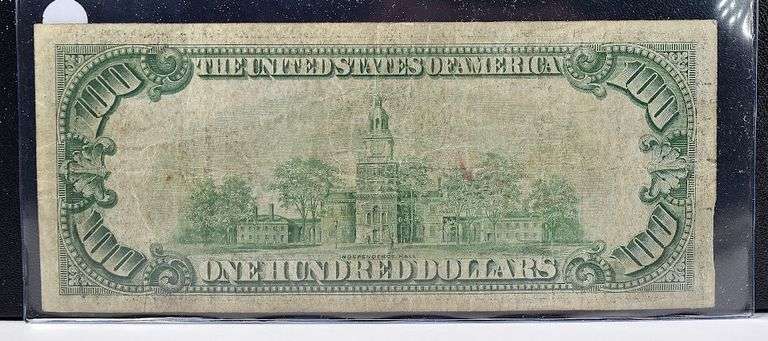 100 THE UNITED STATES OF AMERICA 100
INDEPENDENCE HALL
100 ONE HUNDRED DOLLARS 100